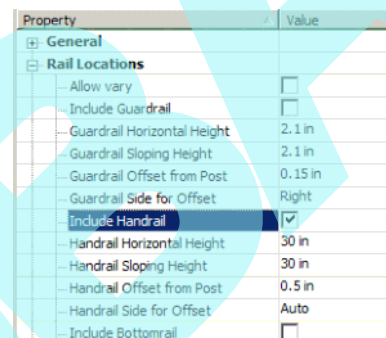 Property Value
General
Rail Locations
Allow vary
Include Guardrail
Guardrail Horizontal Height 2.1 in
Guardrail Sloping Height 2.1 in
Guardrail Offset from Post 0.15 in
Guardrail Side for Offset Right
Include Handrail
Handrail Horizontal Height 30 in
Handrail Sloping Height 30 in
Handrail Offset from Post 0.5 in
Handrail Side for Offset Auto
Include Bottomrail